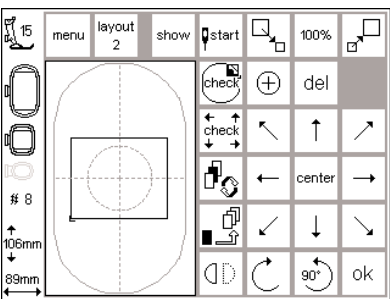 15
menu
layout
2
show
start
100%
check
del
check
center
# 8
106mm
89mm
90°
ok